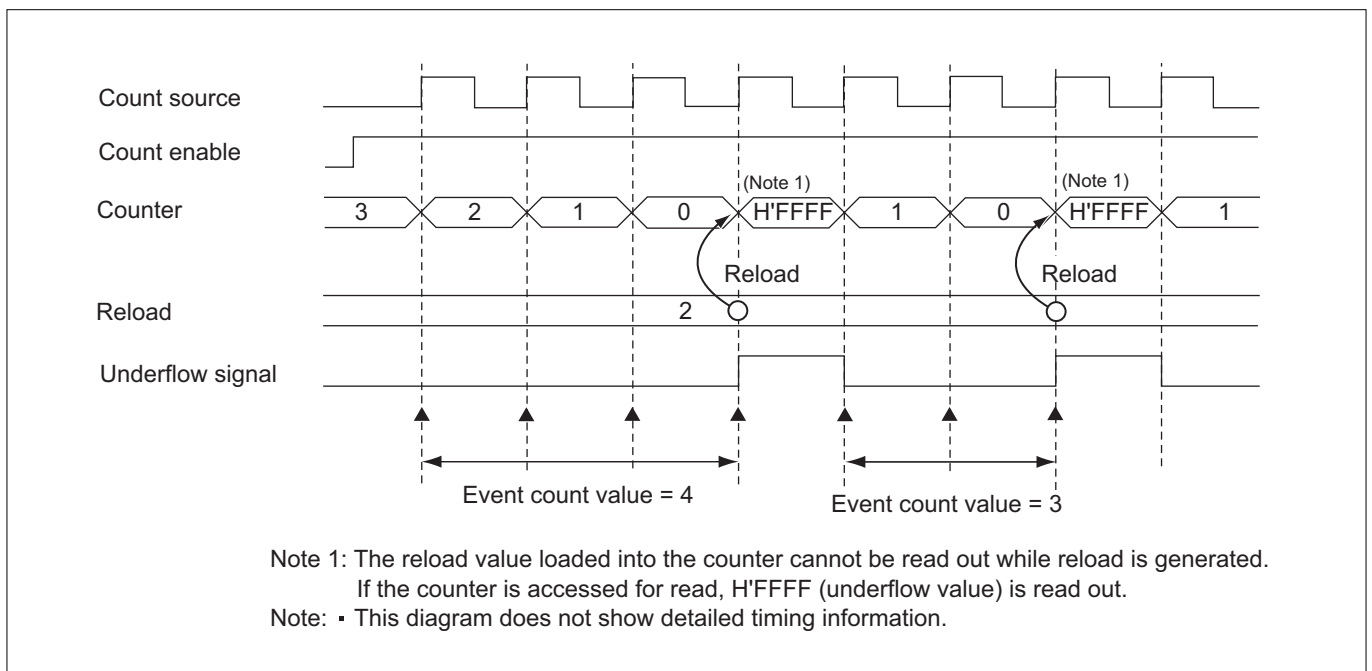 Count source
Count enable
(Note 1) (Note 1)
Counter 3 2 1 0 H'FFFF 1 0 H'FFFF 1
Reload Reload
Reload 2
Underflow signal
Event count value = 4 Event count value = 3
Note 1: The reload value loaded into the counter cannot be read out while reload is generated.
If the counter is accessed for read, H'FFFF (underflow value) is read out.
Note: ▪ This diagram does not show detailed timing information.